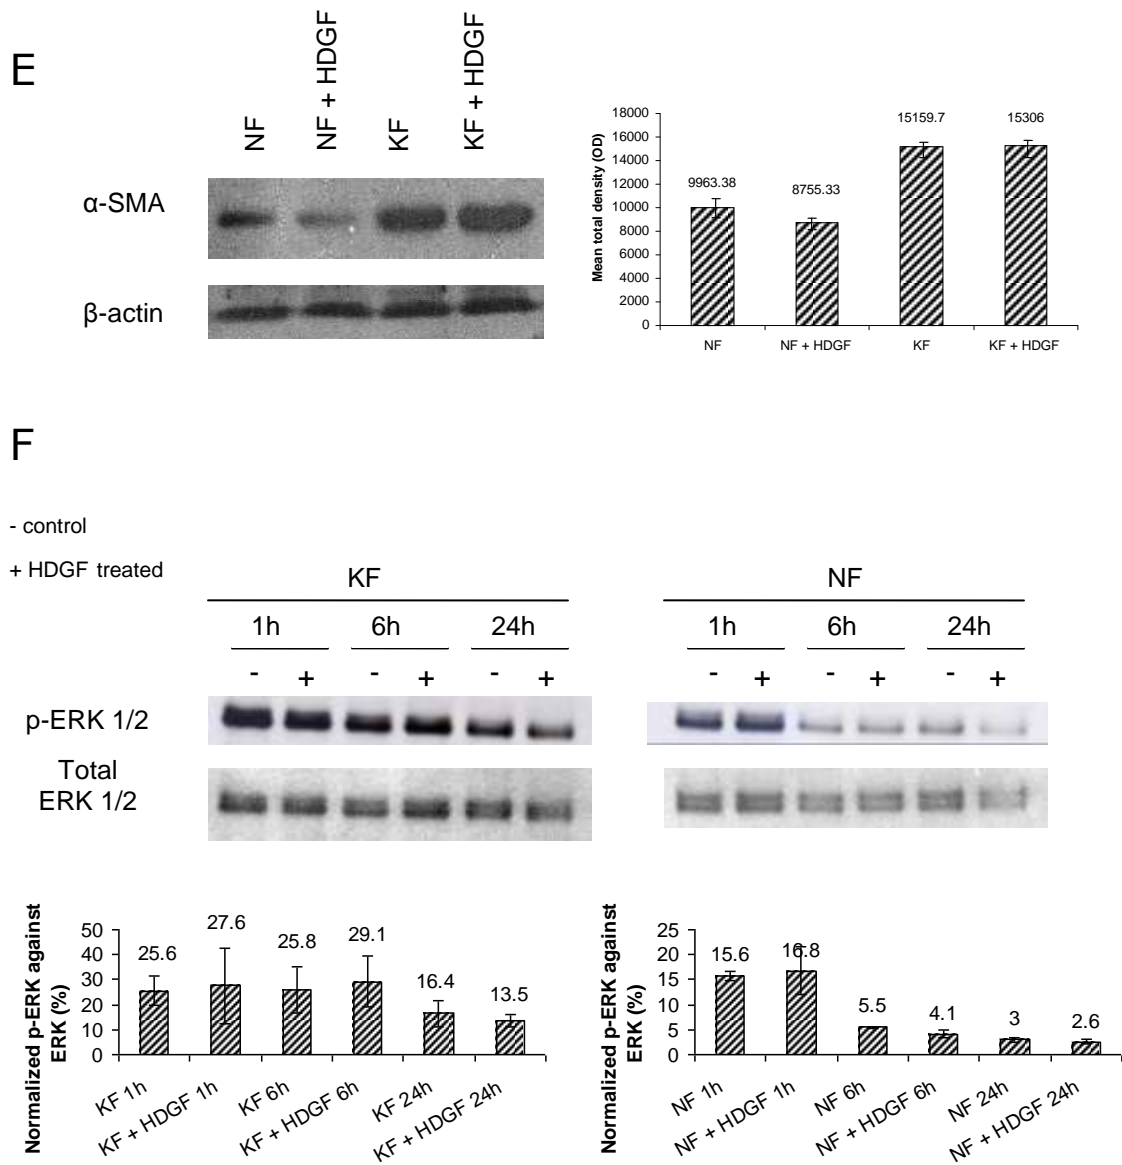 E
NF
NF + HDGF
KF
KF + HDGF
α-SMA
β-actin
Mean total density (OD)
18000
16000
14000
12000
10000
8000
6000
4000
2000
0
9963.38
8755.33
15159.7
15306
NF
NF + HDGF
KF
KF + HDGF
F
- control
+ HDGF treated
KF
1h 6h 24h
- + - + - +
NF
1h 6h 24h
- + - + - +
p-ERK 1/2
Total
ERK 1/2
Normalized p-ERK against
ERK (%)
50
40
30
20
10
0
25.6
27.6
25.8
29.1
16.4
13.5
KF 1h
KF + HDGF 1h
KF 6h
KF + HDGF 6h
KF 24h
KF + HDGF 24h
Normalized p-ERK against
ERK (%)
25
20
15
10
5
0
15.6
16.8
5.5
4.1
3
2.6
NF 1h
NF + HDGF 1h
NF 6h
NF + HDGF 6h
NF 24h
NF + HDGF 24h